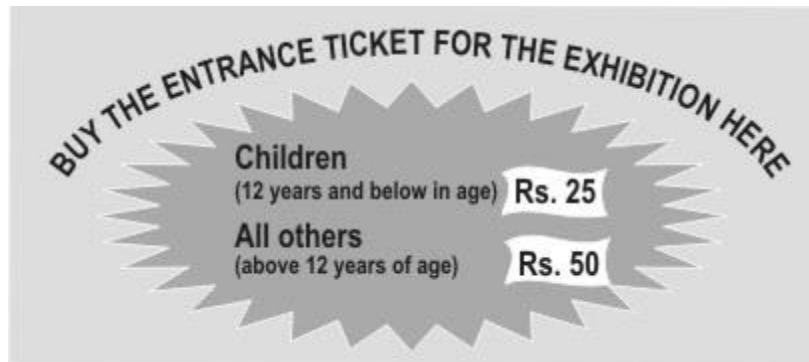 BUY THE ENTRANCE TICKET FOR THE EXHIBITION HERE
Children
(12 years and below in age) Rs. 25
All others
(above 12 years of age) Rs. 50